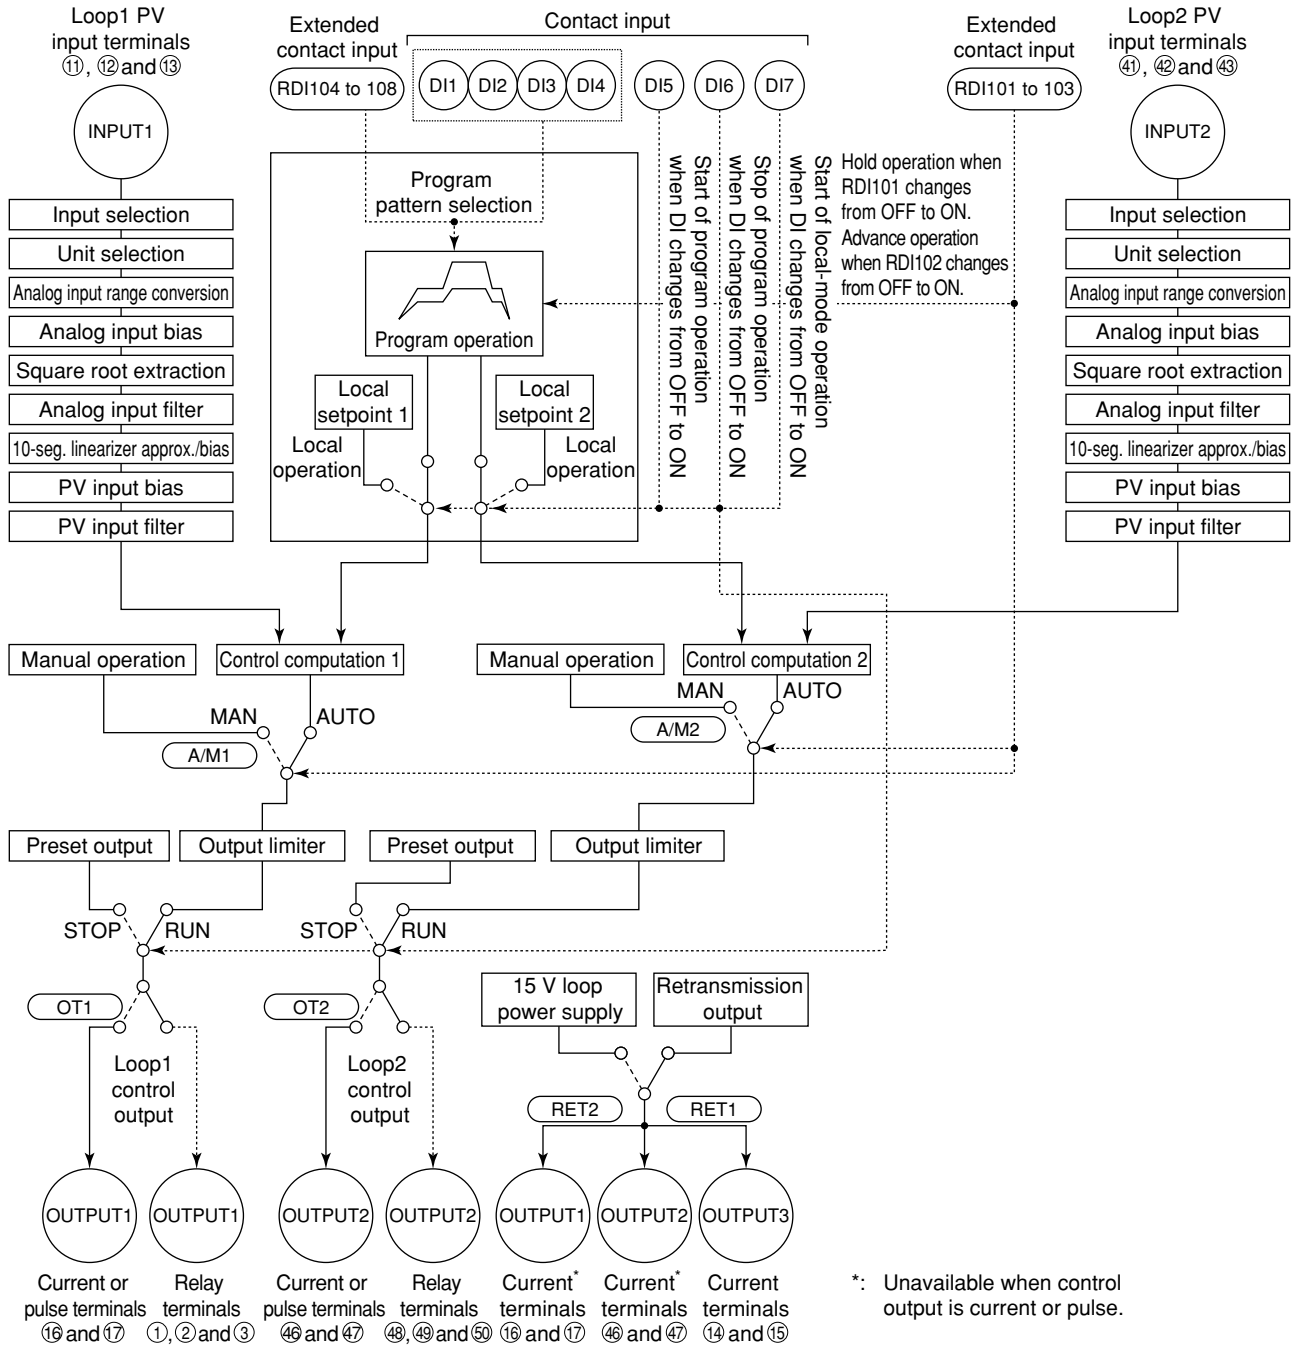 Loop1 PV
input terminals
⑪, ⑫ and ⑬
INPUT1
Extended
contact input
RDI104 to 108
Contact input
DI1
DI2
DI3
DI4
DI5
DI6
DI7
Extended
contact input
RDI101 to 103
Loop2 PV
input terminals
㊶, ㊷ and ㊸
INPUT2
Input selection
Unit selection
Analog input range conversion
Analog input bias
Square root extraction
Analog input filter
10-seg. linearizer approx./bias
PV input bias
PV input filter
Program
pattern selection
Program operation
Local
setpoint 1
Local
setpoint 2
Local
operation
Local
operation
Start of program operation
when DI changes from OFF to ON
Stop of program operation
when DI changes from OFF to ON
Start of local-mode operation
when DI changes from OFF to ON
Hold operation when
RDI101 changes
from OFF to ON.
Advance operation
when RDI102 changes
from OFF to ON.
Input selection
Unit selection
Analog input range conversion
Analog input bias
Square root extraction
Analog input filter
10-seg. linearizer approx./bias
PV input bias
PV input filter
Manual operation
Control computation 1
Manual operation
Control computation 2
MAN
AUTO
A/M1
MAN
AUTO
A/M2
Preset output
Output limiter
Preset output
Output limiter
STOP
RUN
STOP
RUN
OT1
OT2
15 V loop
power supply
Retransmission
output
Loop1
control
output
Loop2
control
output
RET2
RET1
OUTPUT1
OUTPUT1
OUTPUT2
OUTPUT2
OUTPUT1
OUTPUT2
OUTPUT3
Current or
pulse terminals
⑯ and ⑰
Relay
terminals
①, ② and ③
Current or
pulse terminals
㊻ and ㊼
Relay
terminals
㊽, ㊾ and ㊿
Current*
terminals
⑯ and ⑰
Current*
terminals
㊻ and ㊼
Current
terminals
⑭ and ⑮
*: Unavailable when control
output is current or pulse.